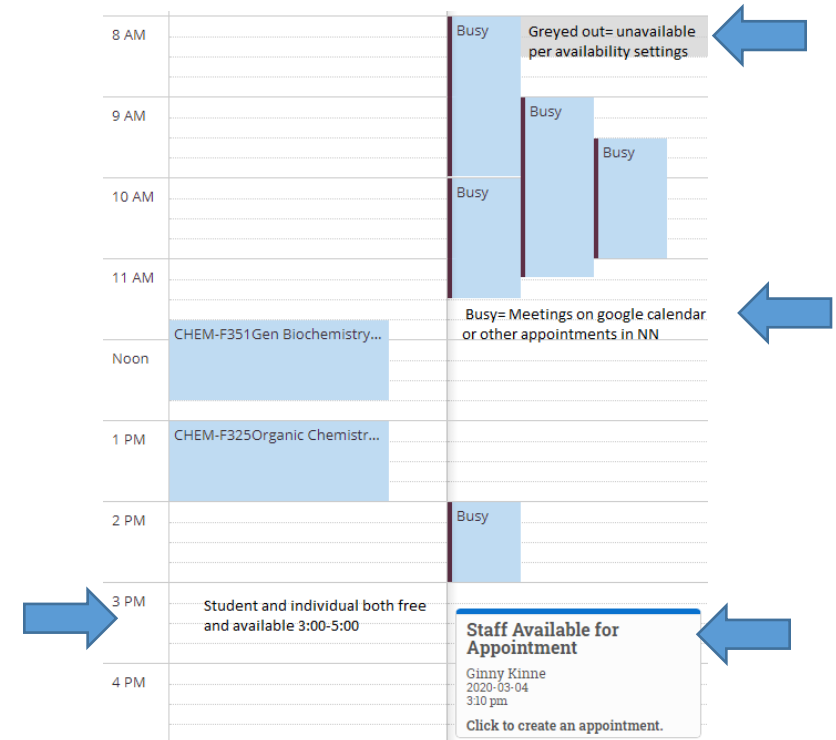 8 AM
Busy
Greyed out= unavailable
per availability settings
9 AM
Busy
Busy
10 AM
Busy
11 AM
Busy= Meetings on google calendar
or other appointments in NN
CHEM-F351Gen Biochemistry...
Noon
1 PM
CHEM-F325Organic Chemistr...
2 PM
Busy
3 PM
Student and individual both free
and available 3:00-5:00
Staff Available for
Appointment
Ginny Kinne
2020-03-04
3:10 pm
Click to create an appointment.
4 PM